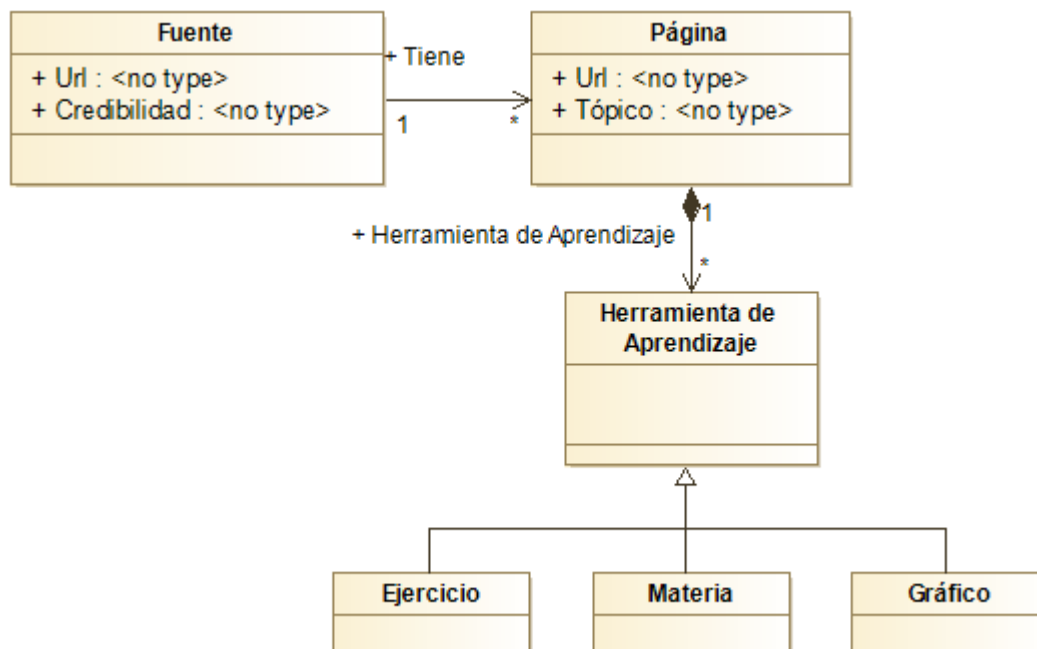 Fuente
+ Url : <no type>
+ Credibilidad : <no type>
+ Tiene
1
*
Página
+ Url : <no type>
+ Tópico : <no type>
1
+ Herramienta de Aprendizaje
*
Herramienta de
Aprendizaje
Ejercicio
Materia
Gráfico